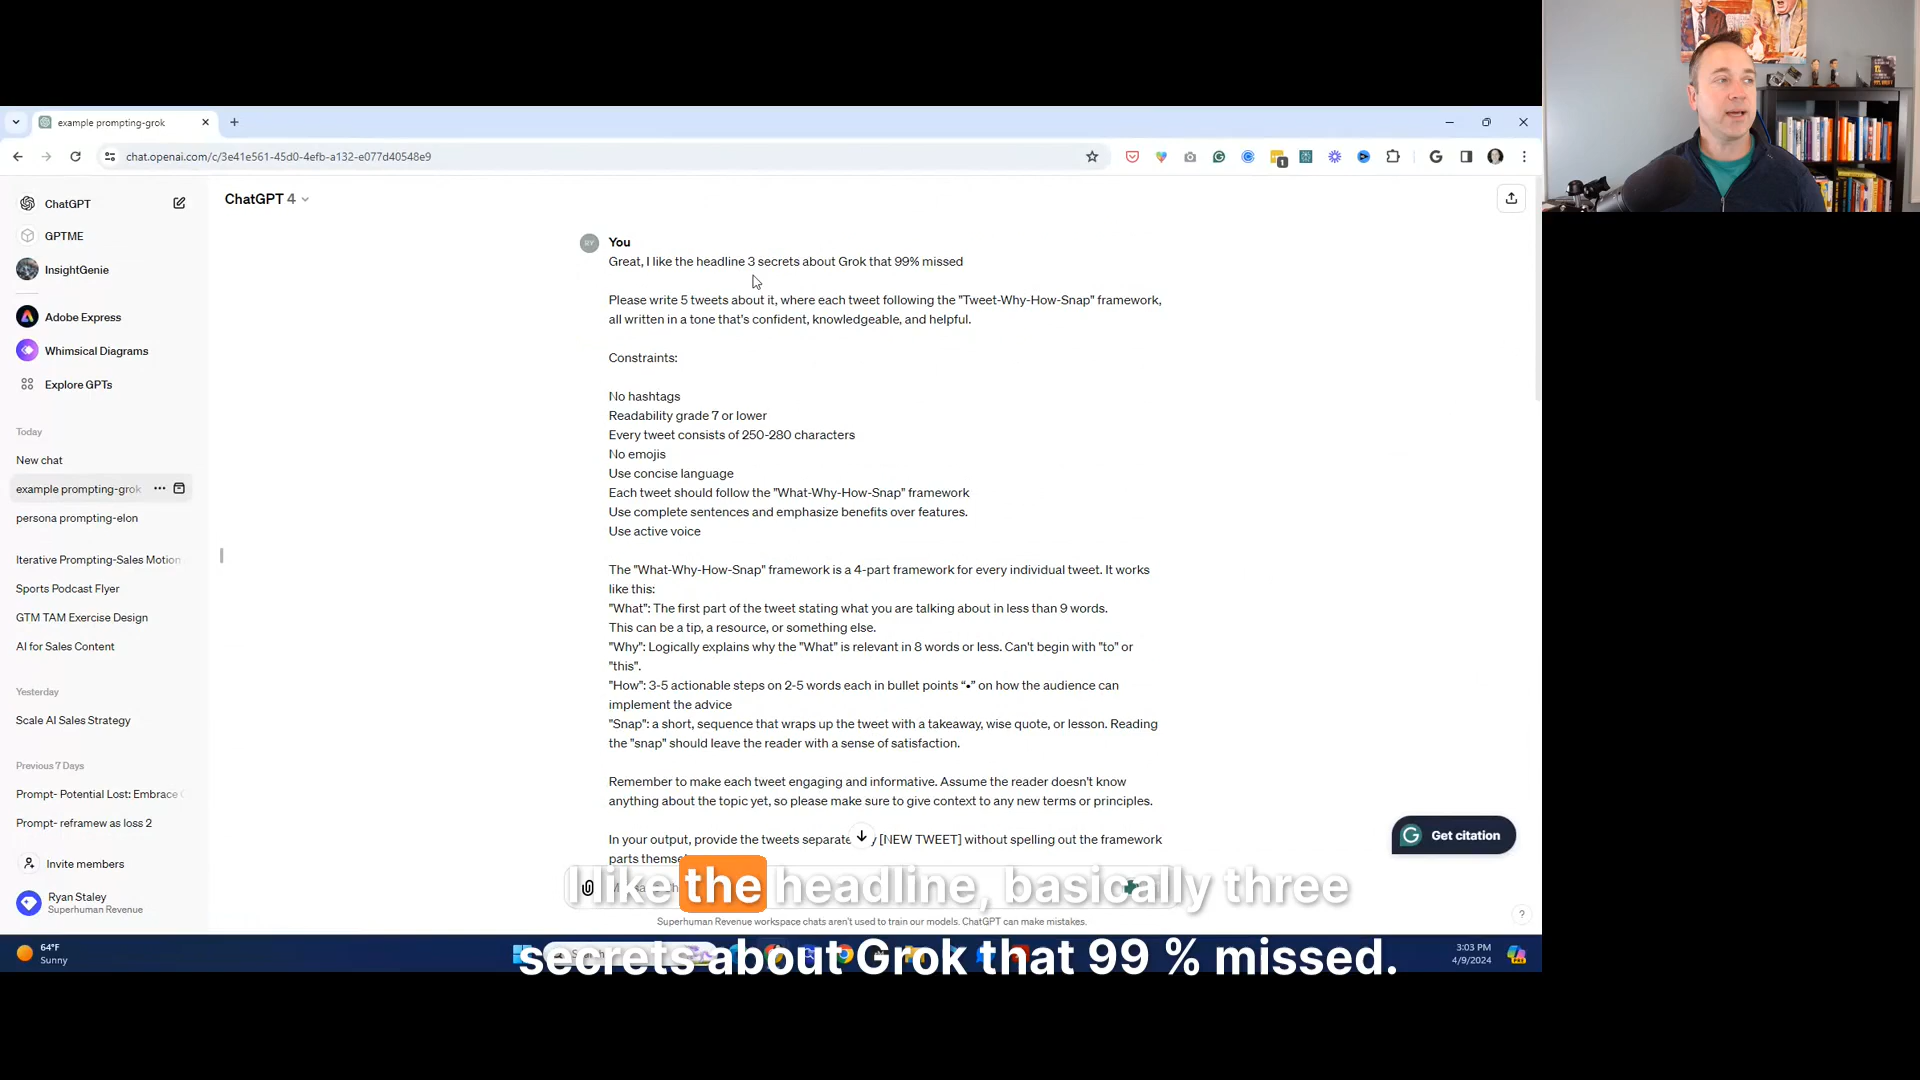 example prompting-grok
chat.openai.com/c/3e41e561-45d0-4efb-a132-e077d40548e9
1
ChatGPT
GPTME
InsightGenie
Adobe Express
Whimsical Diagrams
Explore GPTs
Today
New chat
example prompting-grok
persona prompting-elon
Iterative Prompting-Sales Motion
Sports Podcast Flyer
GTM TAM Exercise Design
AI for Sales Content
Yesterday
Scale AI Sales Strategy
Previous 7 Days
Prompt- Potential Lost: Embrace
Prompt- reframew as loss 2
Invite members
Ryan Staley
Superhuman Revenue
ChatGPT 4
RY
You
Great, I like the headline 3 secrets about Grok that 99% missed
Please write 5 tweets about it, where each tweet following the "Tweet-Why-How-Snap" framework,
all written in a tone that's confident, knowledgeable, and helpful.
Constraints:
No hashtags
Readability grade 7 or lower
Every tweet consists of 250-280 characters
No emojis
Use concise language
Each tweet should follow the "What-Why-How-Snap" framework
Use complete sentences and emphasize benefits over features.
Use active voice
The "What-Why-How-Snap" framework is a 4-part framework for every individual tweet. It works
like this:
"What": The first part of the tweet stating what you are talking about in less than 9 words.
This can be a tip, a resource, or something else.
"Why": Logically explains why the "What" is relevant in 8 words or less. Can't begin with "to" or
"this".
"How": 3-5 actionable steps on 2-5 words each in bullet points “•” on how the audience can
implement the advice
"Snap": a short, sequence that wraps up the tweet with a takeaway, wise quote, or lesson. Reading
the "snap" should leave the reader with a sense of satisfaction.
Remember to make each tweet engaging and informative. Assume the reader doesn't know
anything about the topic yet, so please make sure to give context to any new terms or principles.
In your output, provide the tweets separate [NEW TWEET] without spelling out the framework
parts
Get citation
I like the headline, basically three
secrets about Grok that 99 % missed.
Superhuman Revenue workspace chats aren't used to train our models. ChatGPT can make mistakes.
?
64°F
Sunny
3:03 PM
4/9/2024